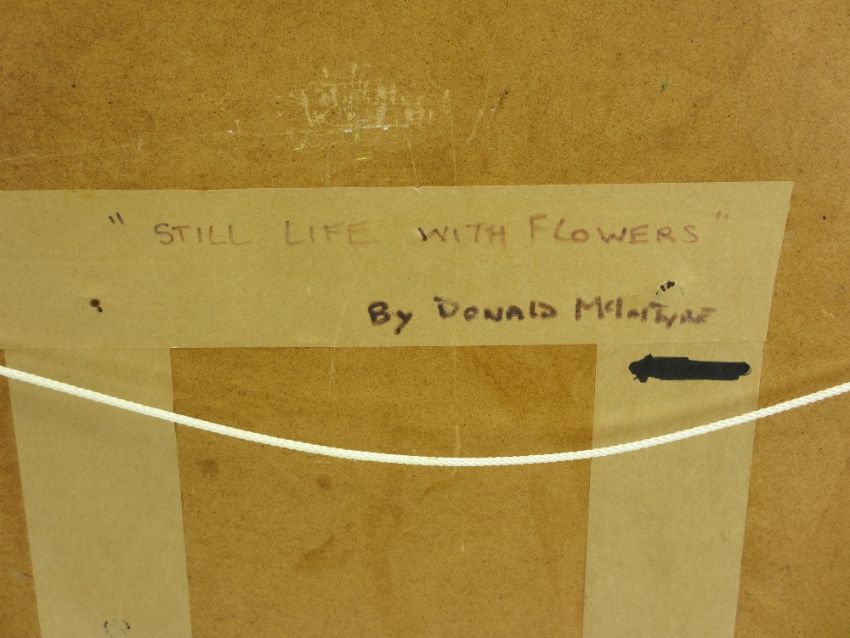 " STILL LIFE WITH FLOWERS "
By DONALD McINTYRE